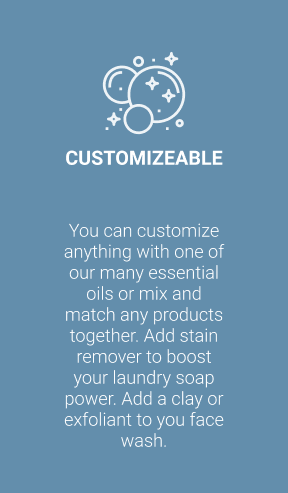 CUSTOMIZEABLE
You can customize
anything with one of
our many essential
oils or mix and
match any products
together. Add stain
remover to boost
your laundry soap
power. Add a clay or
exfoliant to you face
wash.